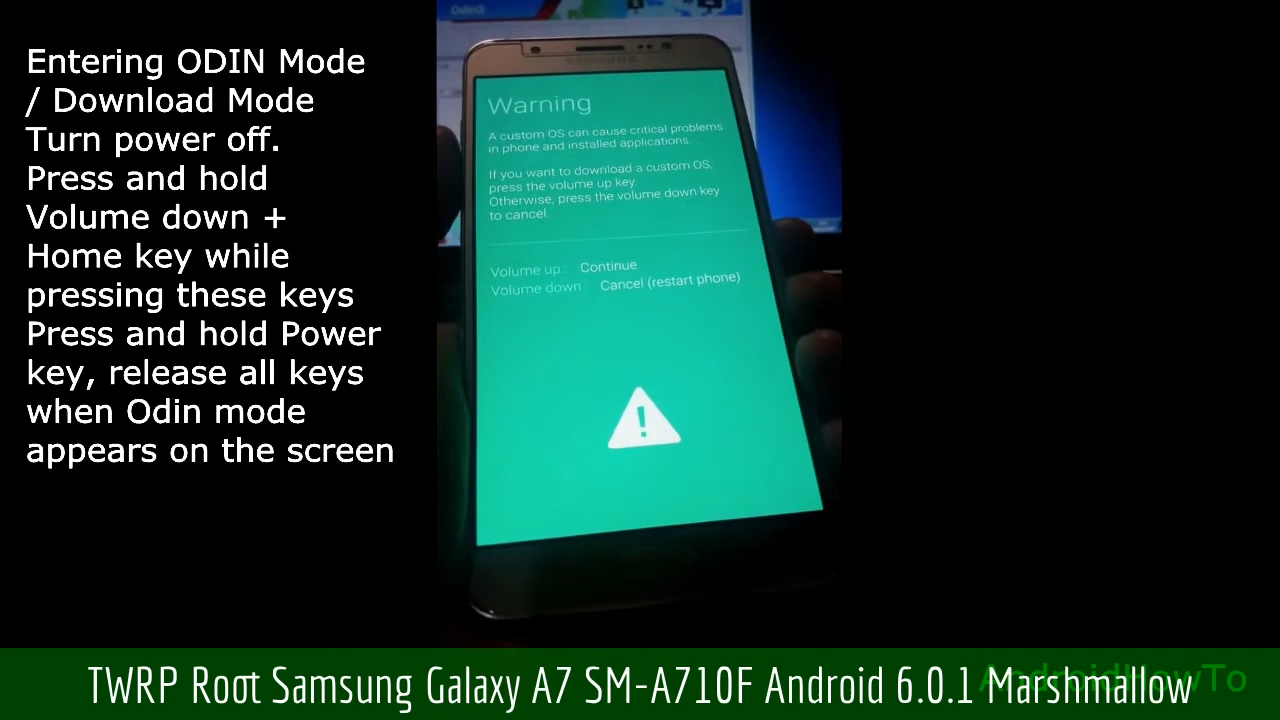 Entering ODIN Mode
/ Download Mode
Turn power off.
Press and hold
Volume down +
Home key while
pressing these keys
Press and hold Power
key, release all keys
when Odin mode
appears on the screen
Odin3
SAMSUNG
Warning
A custom OS can cause critical problems
in phone and installed applications.
If you want to download a custom OS,
press the volume up key.
Otherwise, press the volume down key
to cancel.
Volume up : Continue
Volume down : Cancel (restart phone)
TWRP Root Samsung Galaxy A7 SM-A710F Android 6.0.1 Marshmallow
AndroidHowTo